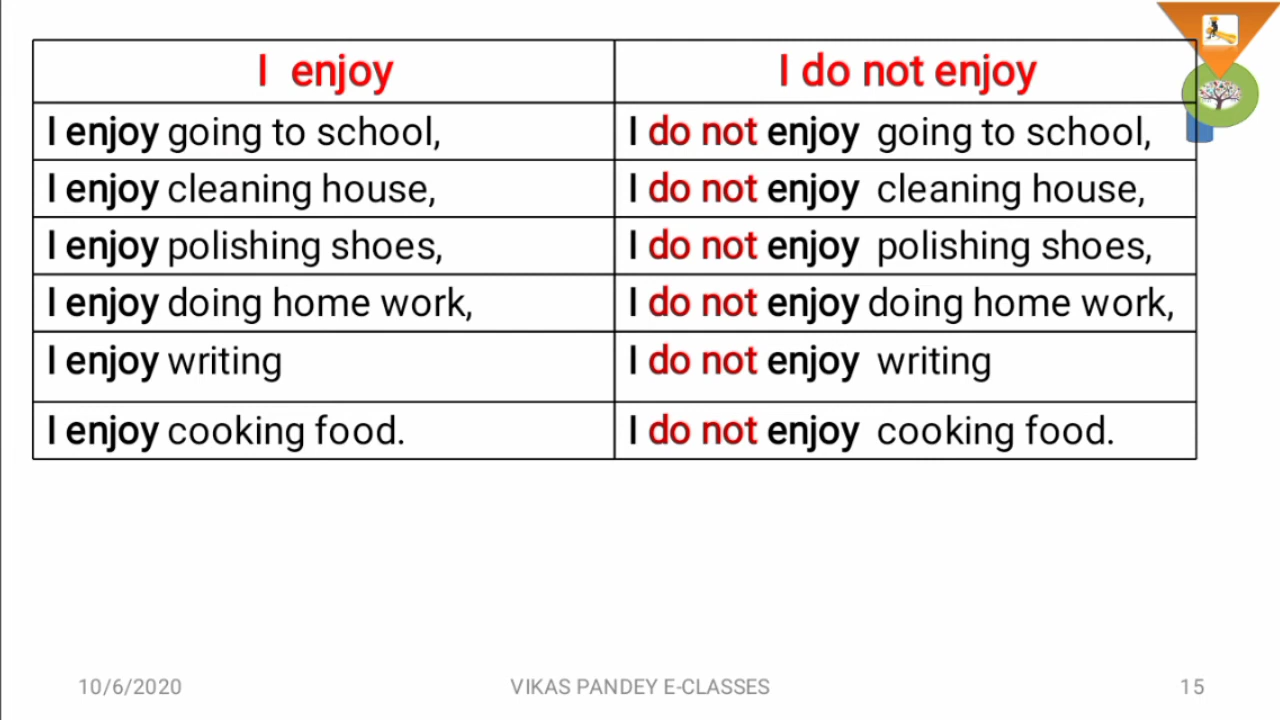 I enjoy
I do not enjoy
I enjoy going to school,
I do not enjoy going to school,
I enjoy cleaning house,
I do not enjoy cleaning house,
I enjoy polishing shoes,
I do not enjoy polishing shoes,
I enjoy doing home work,
I do not enjoy doing home work,
I enjoy writing
I do not enjoy writing
I enjoy cooking food.
I do not enjoy cooking food.
10/6/2020
VIKAS PANDEY E-CLASSES
15